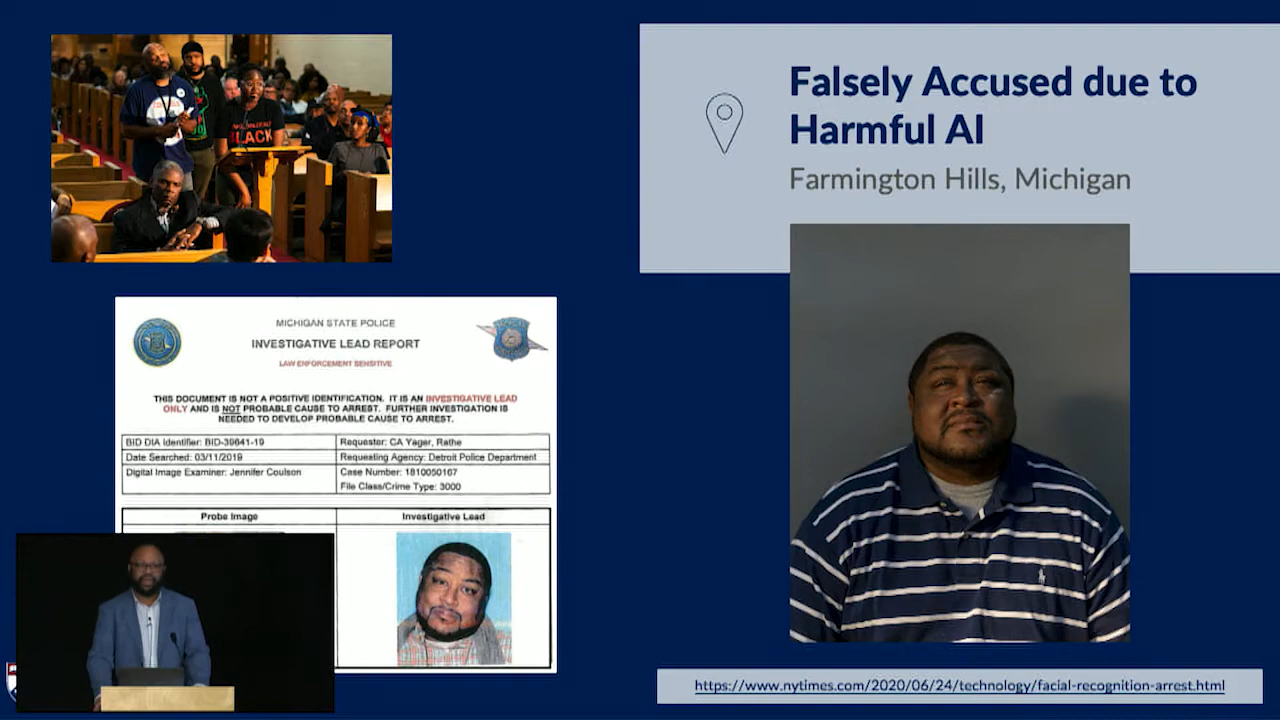 Falsely Accused due to
Harmful AI
Farmington Hills, Michigan
BLACK
MICHIGAN STATE POLICE
INVESTIGATIVE LEAD REPORT
LAW ENFORCEMENT SENSITIVE
THIS DOCUMENT IS NOT A POSITIVE IDENTIFICATION. IT IS AN INVESTIGATIVE LEAD
ONLY AND IS NOT PROBABLE CAUSE TO ARREST. FURTHER INVESTIGATION IS
NEEDED TO DEVELOP PROBABLE CAUSE TO ARREST.
BID DIA Identifier: BID-39641-19
Requester: CA Yager, Rathe
Date Searched: 03/11/2019
Requesting Agency: Detroit Police Department
Digital Image Examiner: Jennifer Coulson
Case Number: 1810050167
File Class/Crime Type: 3000
Probe Image
Investigative Lead
https://www.nytimes.com/2020/06/24/technology/facial-recognition-arrest.html